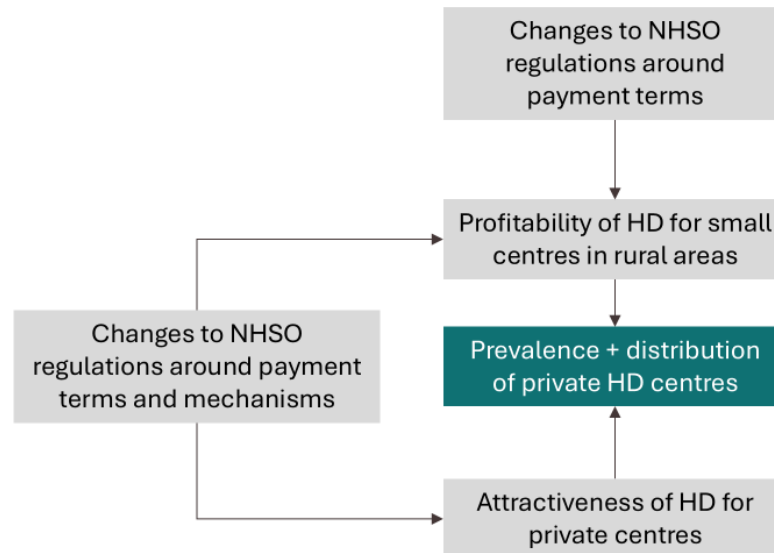 Changes to NHSO
regulations around
payment terms
Profitability of HD for small
centres in rural areas
Changes to NHSO
regulations around payment
terms and mechanisms
Prevalence + distribution
of private HD centres
Attractiveness of HD for
private centres